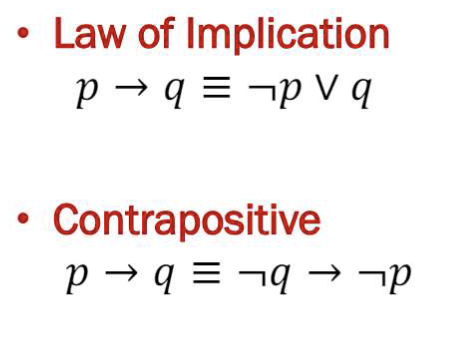 • Law of Implication
p → q ≡ ¬p ∨ q
• Contrapositive
p → q ≡ ¬q → ¬p